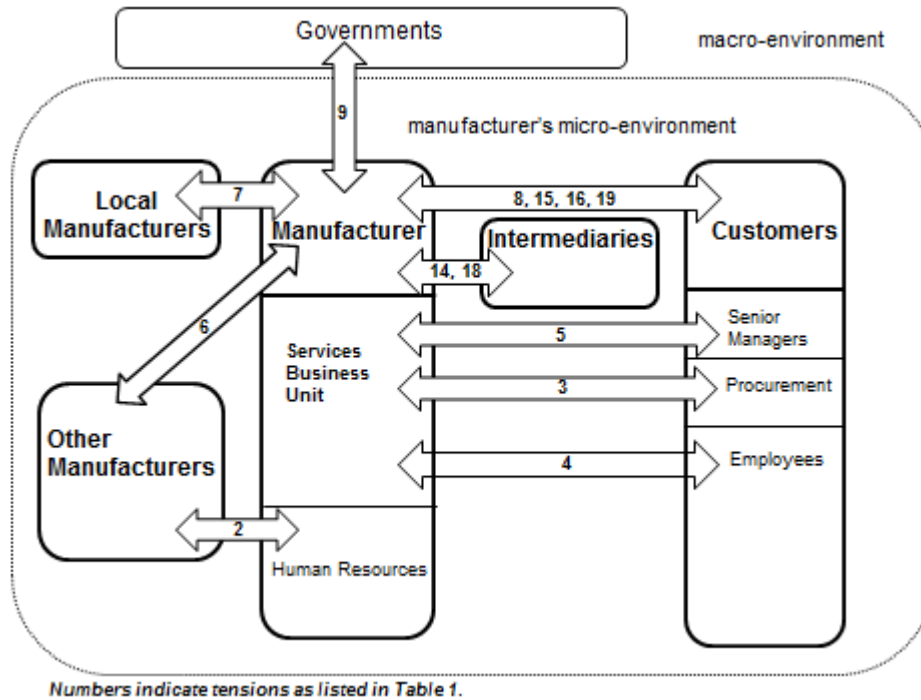 Governments
macro-environment
9
manufacturer's micro-environment
Local
Manufacturers
7
Manufacturer
8, 15, 16, 19
Intermediaries
Customers
14, 18
6
Services
Business
Unit
5
Senior
Managers
3
Procurement
Other
Manufacturers
4
Employees
2
Human Resources
Numbers indicate tensions as listed in Table 1.